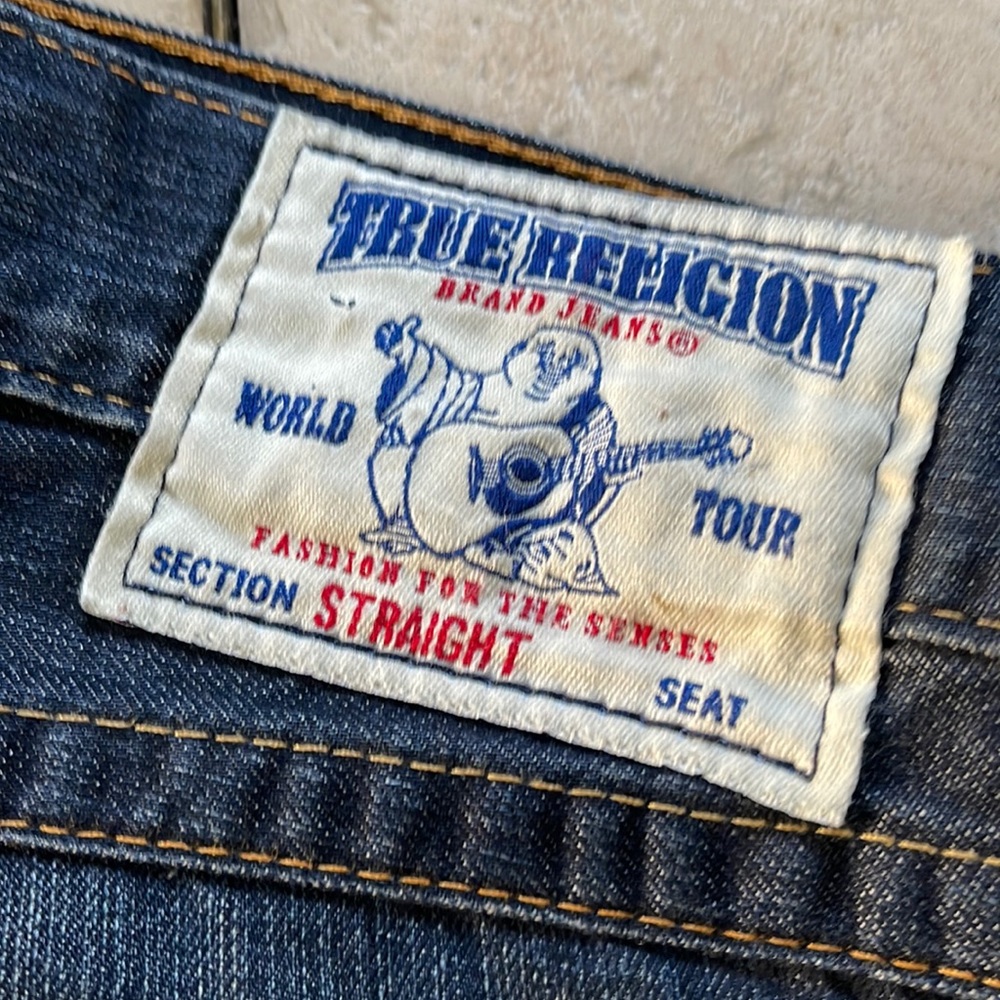 TRUE RELIGION
BRAND JEANS®
WORLD TOUR
FASHION FOR THE SENSES
SECTION STRAIGHT SEAT